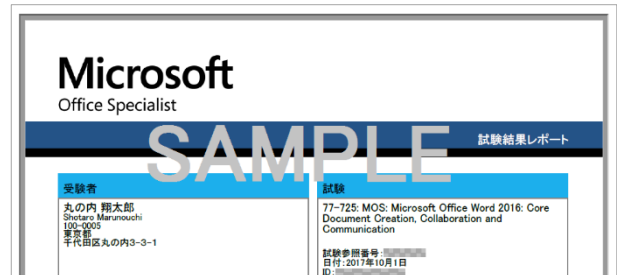 Microsoft
Office Specialist
SAMPLE
試験結果レポート
受験者
丸の内 翔太郎
Shotaro Marunouchi
100-0005
東京都
千代田区丸の内3-3-1
試験
77-725: MOS: Microsoft Office Word 2016: Core
Document Creation, Collaboration and
Communication
試験参照番号:
日付:2017年10月1日
ID: